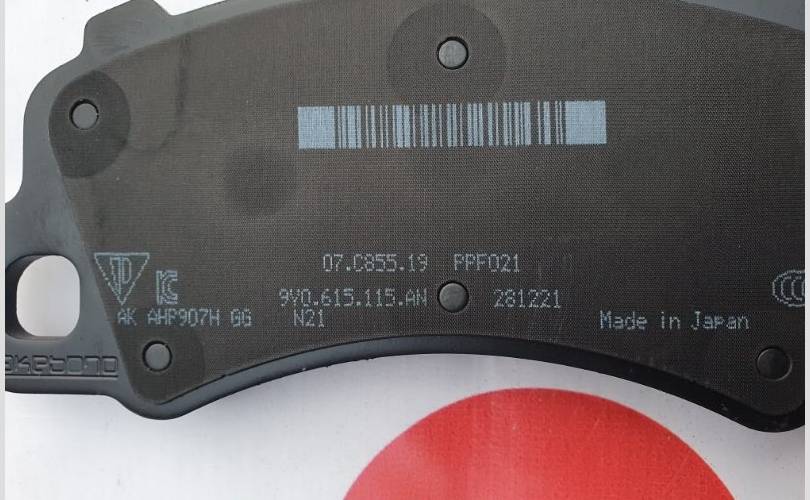 07.C855.19 PPF021
9Y0.615.115.AN 281221
AK AHP907H GG N21 Made in Japan
akebono